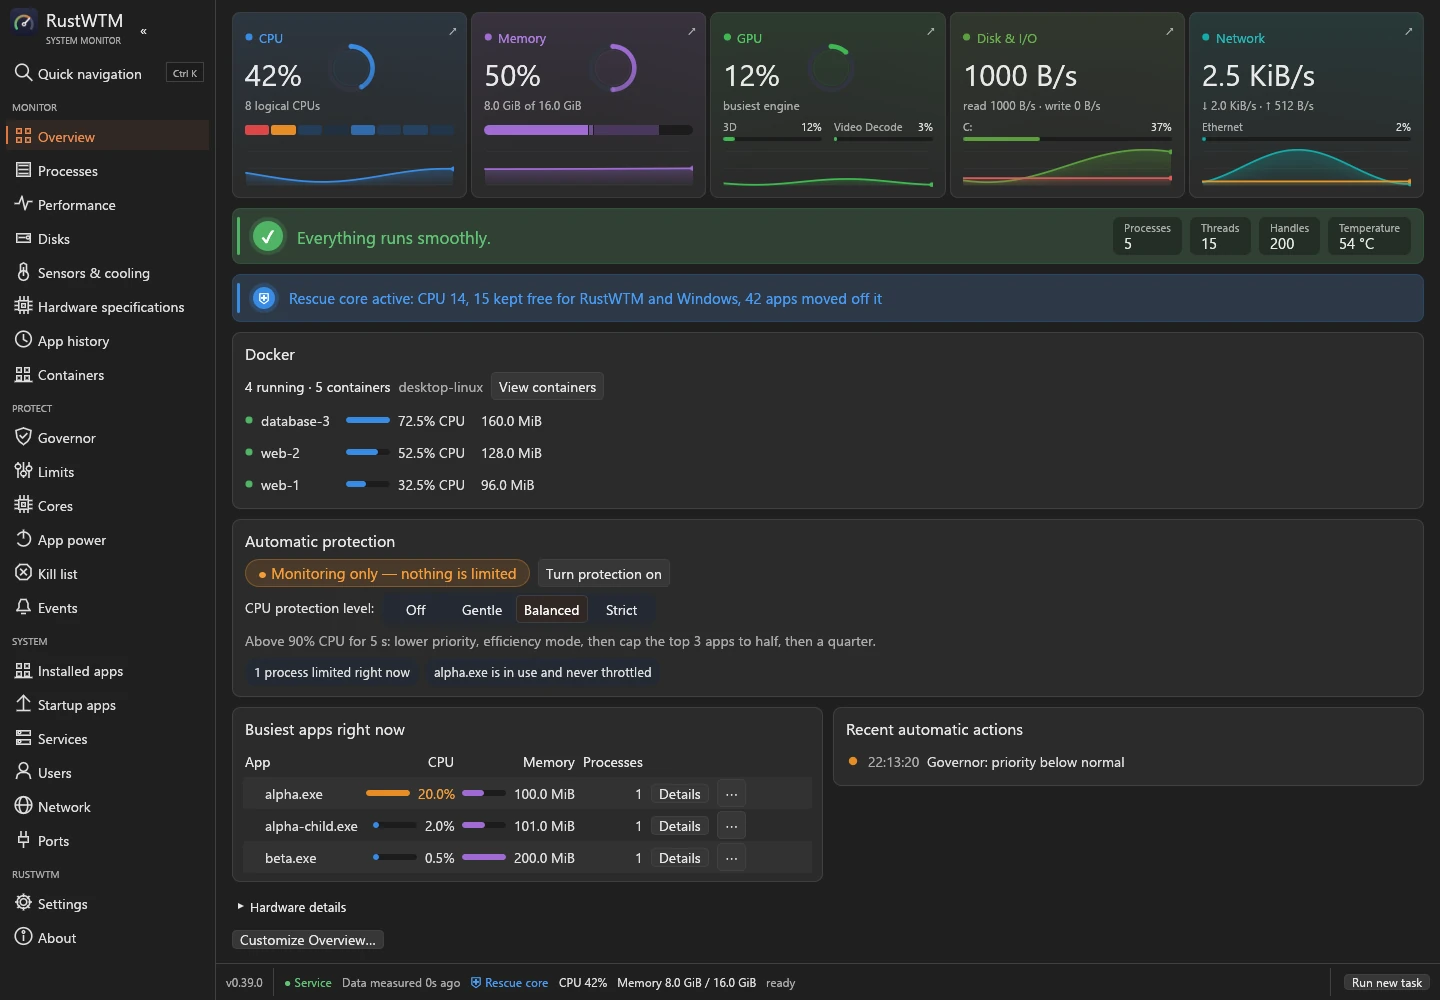 RustWTM
SYSTEM MONITOR
«
Quick navigation
Ctrl K
MONITOR
Overview
Processes
Performance
Disks
Sensors & cooling
Hardware specifications
App history
Containers
PROTECT
Governor
Limits
Cores
App power
Kill list
Events
SYSTEM
Installed apps
Startup apps
Services
Users
Network
Ports
RUSTWTM
Settings
About
CPU
42%
8 logical CPUs
Memory
50%
8.0 GiB of 16.0 GiB
GPU
12%
busiest engine
3D 12%
Video Decode 3%
Disk & I/O
1000 B/s
read 1000 B/s · write 0 B/s
C: 37%
Network
2.5 KiB/s
↓ 2.0 KiB/s · ↑ 512 B/s
Ethernet 2%
Everything runs smoothly.
Processes
5
Threads
15
Handles
200
Temperature
54 °C
Rescue core active: CPU 14, 15 kept free for RustWTM and Windows, 42 apps moved off it
Docker
4 running · 5 containers desktop-linux View containers
database-3 72.5% CPU 160.0 MiB
web-2 52.5% CPU 128.0 MiB
web-1 32.5% CPU 96.0 MiB
Automatic protection
● Monitoring only — nothing is limited Turn protection on
CPU protection level: Off Gentle Balanced Strict
Above 90% CPU for 5 s: lower priority, efficiency mode, then cap the top 3 apps to half, then a quarter.
1 process limited right now alpha.exe is in use and never throttled
Busiest apps right now
App CPU Memory Processes
alpha.exe 20.0% 100.0 MiB 1 Details ···
alpha-child.exe 2.0% 101.0 MiB 1 Details ···
beta.exe 0.5% 200.0 MiB 1 Details ···
Recent automatic actions
22:13:20 Governor: priority below normal
Hardware details
Customize Overview...
v0.39.0 ● Service Data measured 0s ago Rescue core CPU 42% Memory 8.0 GiB / 16.0 GiB ready Run new task